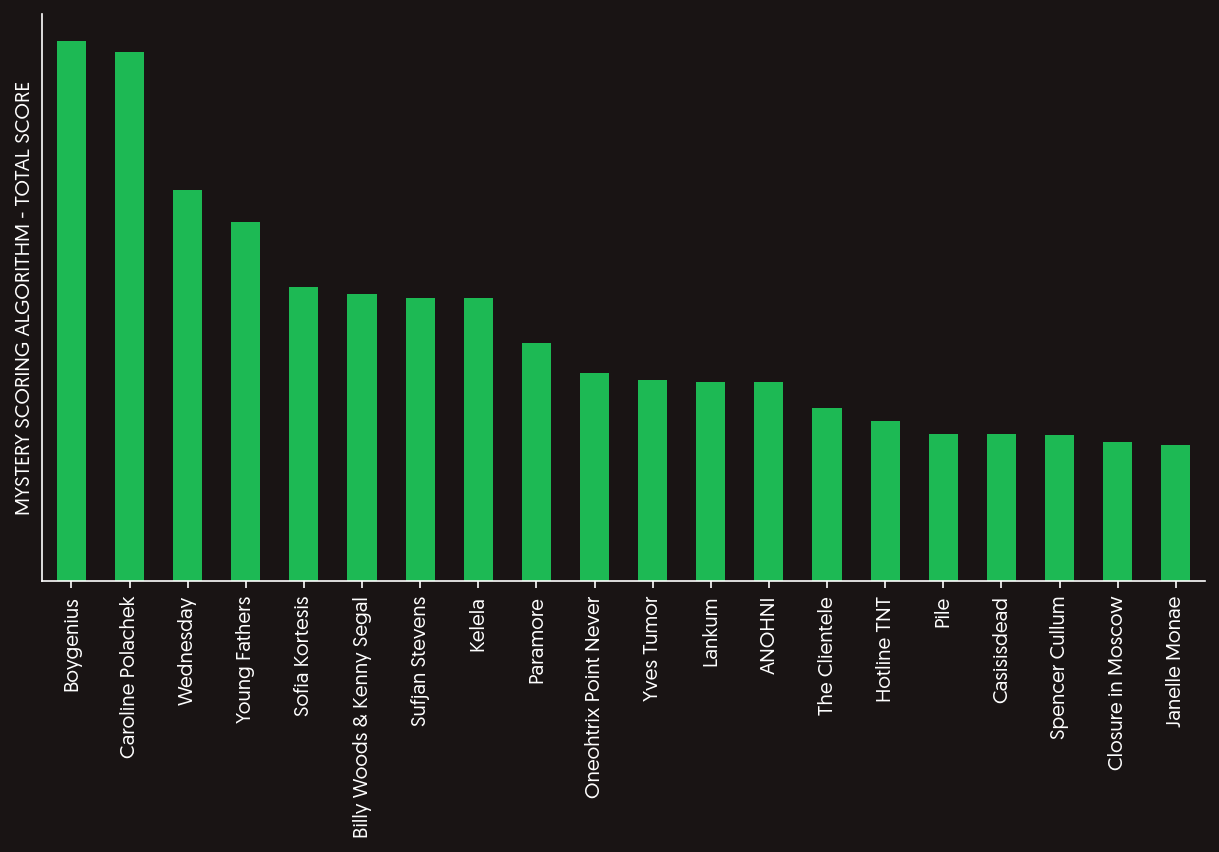 MYSTERY SCORING ALGORITHM - TOTAL SCORE
Boygenius
Caroline Polachek
Wednesday
Young Fathers
Sofia Kortesis
Billy Woods & Kenny Segal
Sufjan Stevens
Kelela
Paramore
Oneohtrix Point Never
Yves Tumor
Lankum
ANOHNI
The Clientele
Hotline TNT
Pile
Casisisdead
Spencer Cullum
Closure in Moscow
Janelle Monae